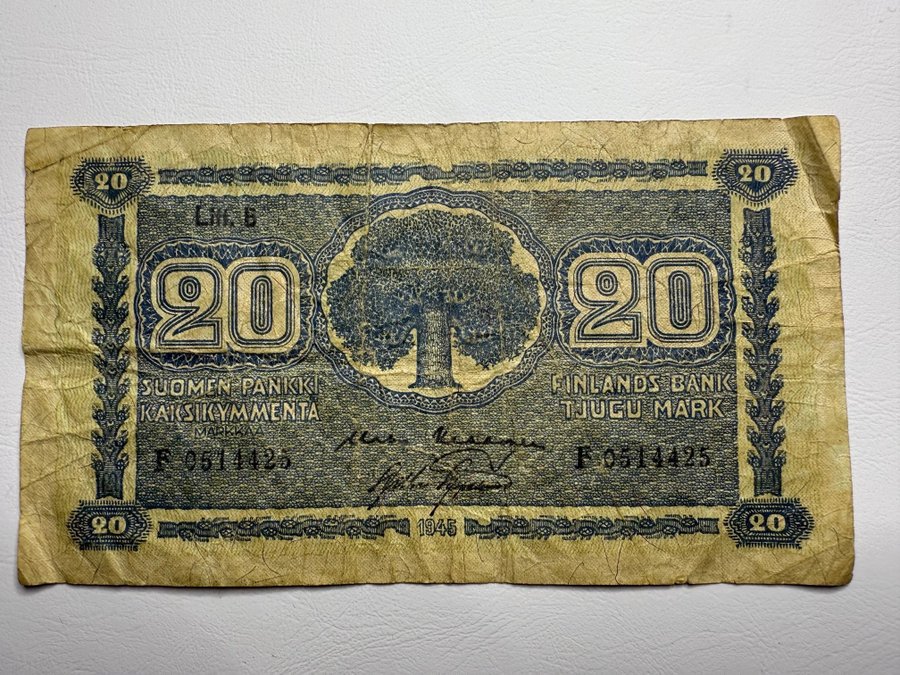 20 20
Litt. B
20 20
SUOMEN PANKKI FINLANDS BANK
KAKSIKYMMENTÄ TJUGU MARK
MARKKAA
F 0514425 F 0514425
20 1945 20